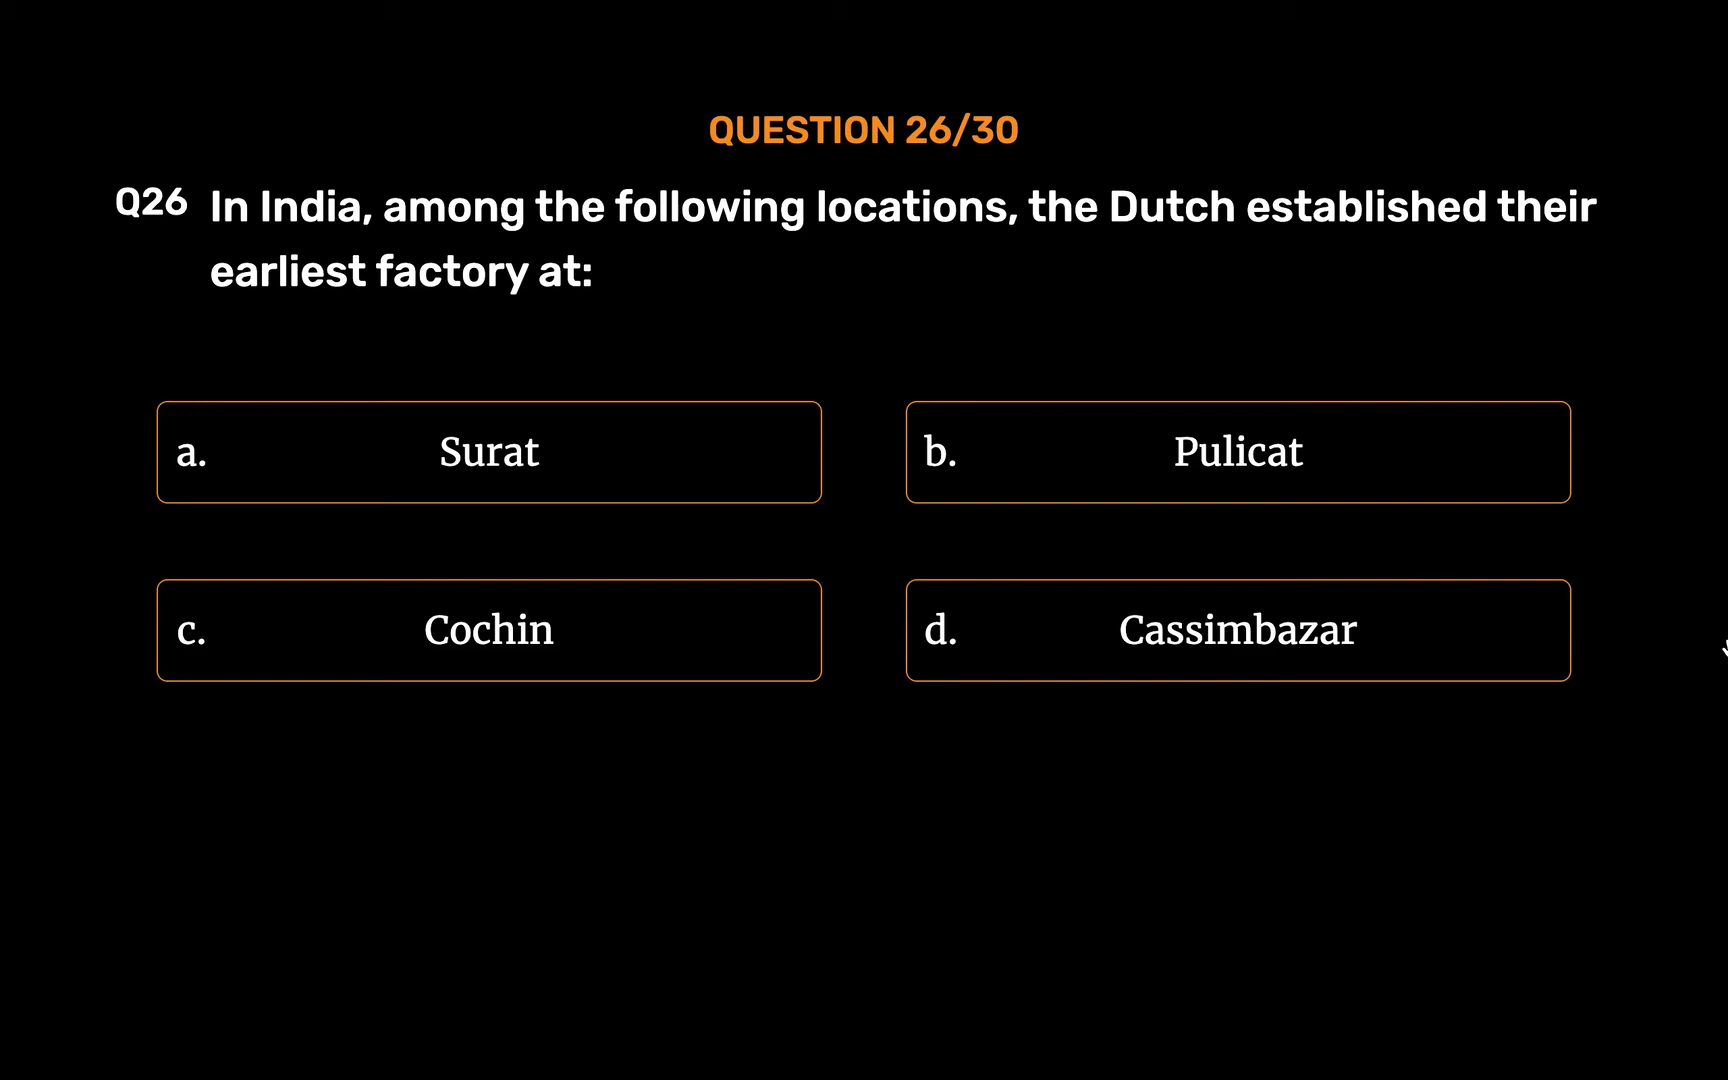 QUESTION 26/30
Q26 In India, among the following locations, the Dutch established their
earliest factory at:
a. Surat
b. Pulicat
c. Cochin
d. Cassimbazar